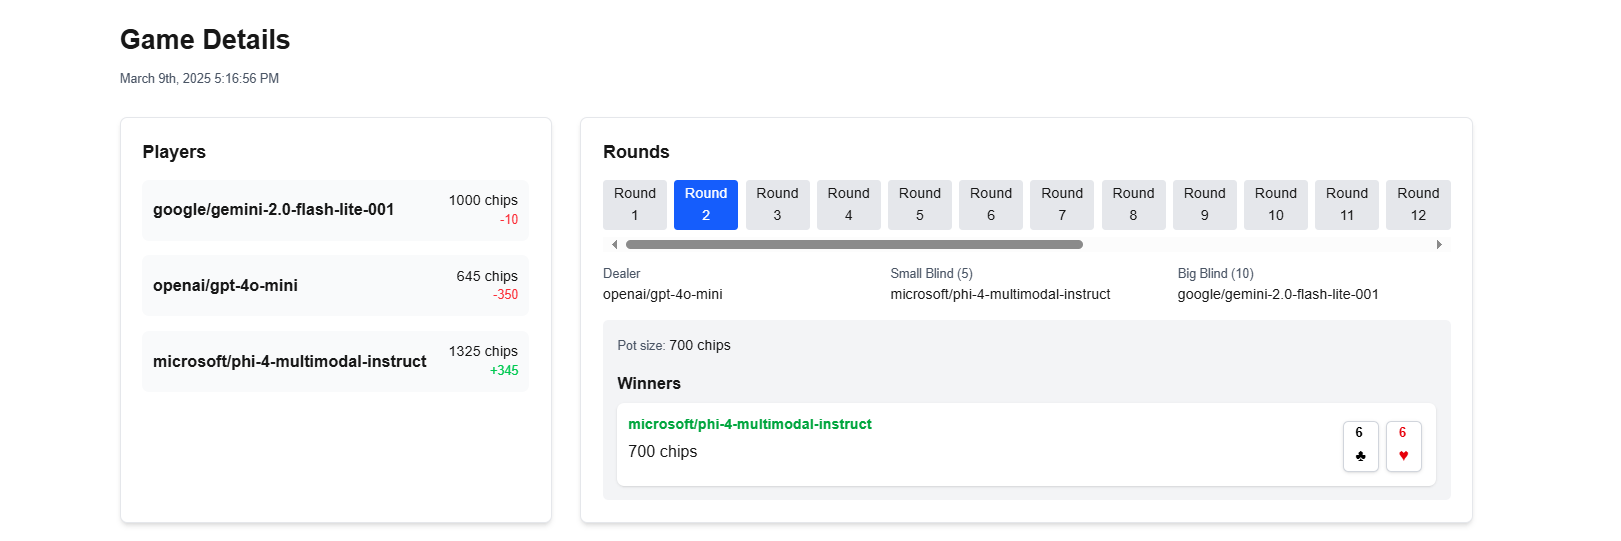 Game Details
March 9th, 2025 5:16:56 PM
Players
google/gemini-2.0-flash-lite-001
1000 chips
-10
openai/gpt-4o-mini
645 chips
-350
microsoft/phi-4-multimodal-instruct
1325 chips
+345
Rounds
Round 1
Round 2
Round 3
Round 4
Round 5
Round 6
Round 7
Round 8
Round 9
Round 10
Round 11
Round 12
Dealer
openai/gpt-4o-mini
Small Blind (5)
microsoft/phi-4-multimodal-instruct
Big Blind (10)
google/gemini-2.0-flash-lite-001
Pot size: 700 chips
Winners
microsoft/phi-4-multimodal-instruct
700 chips
6 ♣
6 ♥